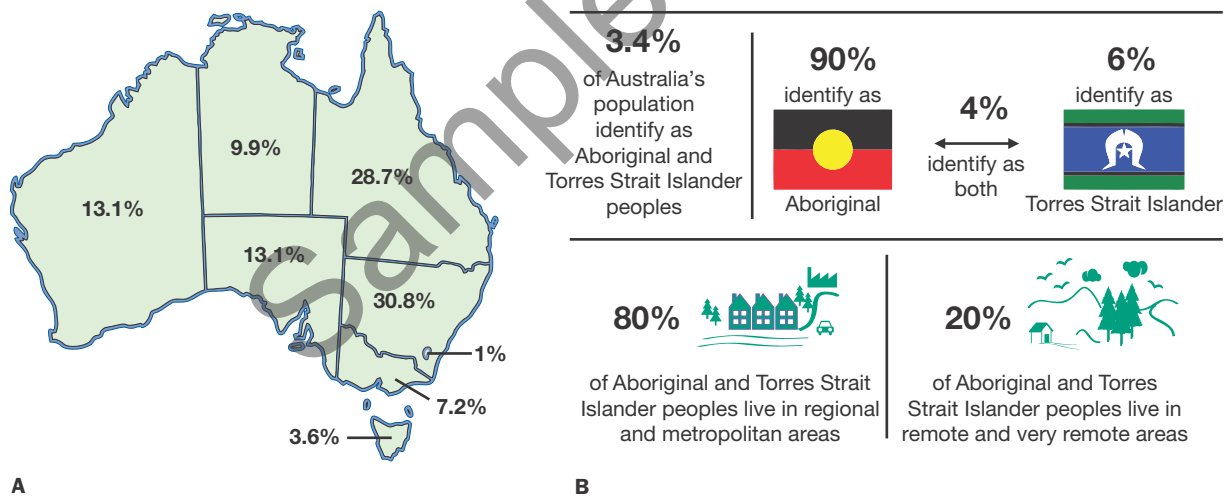 9.9%
28.7%
13.1%
13.1%
30.8%
1%
7.2%
3.6%
A
Sample
3.4%
of Australia's
population
identify as
Aboriginal and
Torres Strait Islander
peoples
90%
identify as
Aboriginal
4%
identify as
both
6%
identify as
Torres Strait Islander
80%
of Aboriginal and Torres Strait
Islander peoples live in regional
and metropolitan areas
20%
of Aboriginal and Torres
Strait Islander peoples live in
remote and very remote areas
B